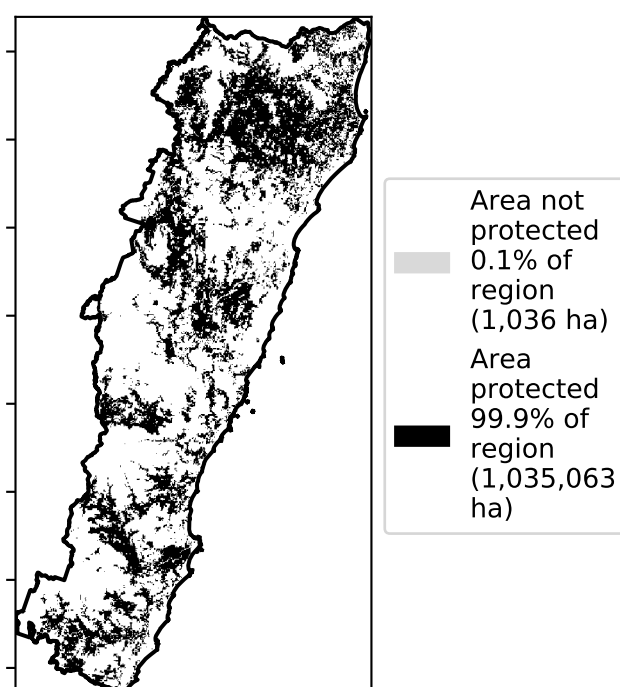 Area not
protected
0.1% of
region
(1,036 ha)
Area
protected
99.9% of
region
(1,035,063
ha)